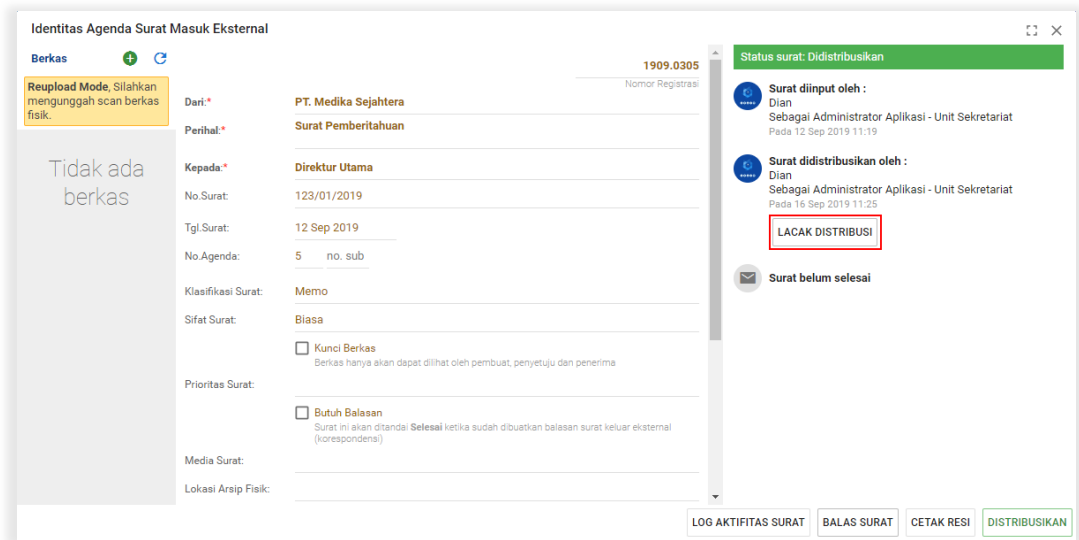 Identitas Agenda Surat Masuk Eksternal
Berkas
Reupload Mode, Silahkan
mengunggah scan berkas
fisik.
Tidak ada
berkas
1909.0305
Nomor Registrasi
Dari:* PT. Medika Sejahtera
Perihal:* Surat Pemberitahuan
Kepada:* Direktur Utama
No.Surat: 123/01/2019
Tgl.Surat: 12 Sep 2019
No.Agenda: 5 no. sub
Klasifikasi Surat: Memo
Sifat Surat: Biasa
Kunci Berkas
Berkas hanya akan dapat dilihat oleh pembuat, penyetuju dan penerima
Prioritas Surat:
Butuh Balasan
Surat ini akan ditandai Selesai ketika sudah dibuatkan balasan surat keluar eksternal
(korespondensi)
Media Surat:
Lokasi Arsip Fisik:
Status surat: Didistribusikan
Surat diinput oleh :
Dian
Sebagai Administrator Aplikasi - Unit Sekretariat
Pada 12 Sep 2019 11:19
Surat didistribusikan oleh :
Dian
Sebagai Administrator Aplikasi - Unit Sekretariat
Pada 16 Sep 2019 11:25
LACAK DISTRIBUSI
Surat belum selesai
LOG AKTIFITAS SURAT BALAS SURAT CETAK RESI DISTRIBUSIKAN